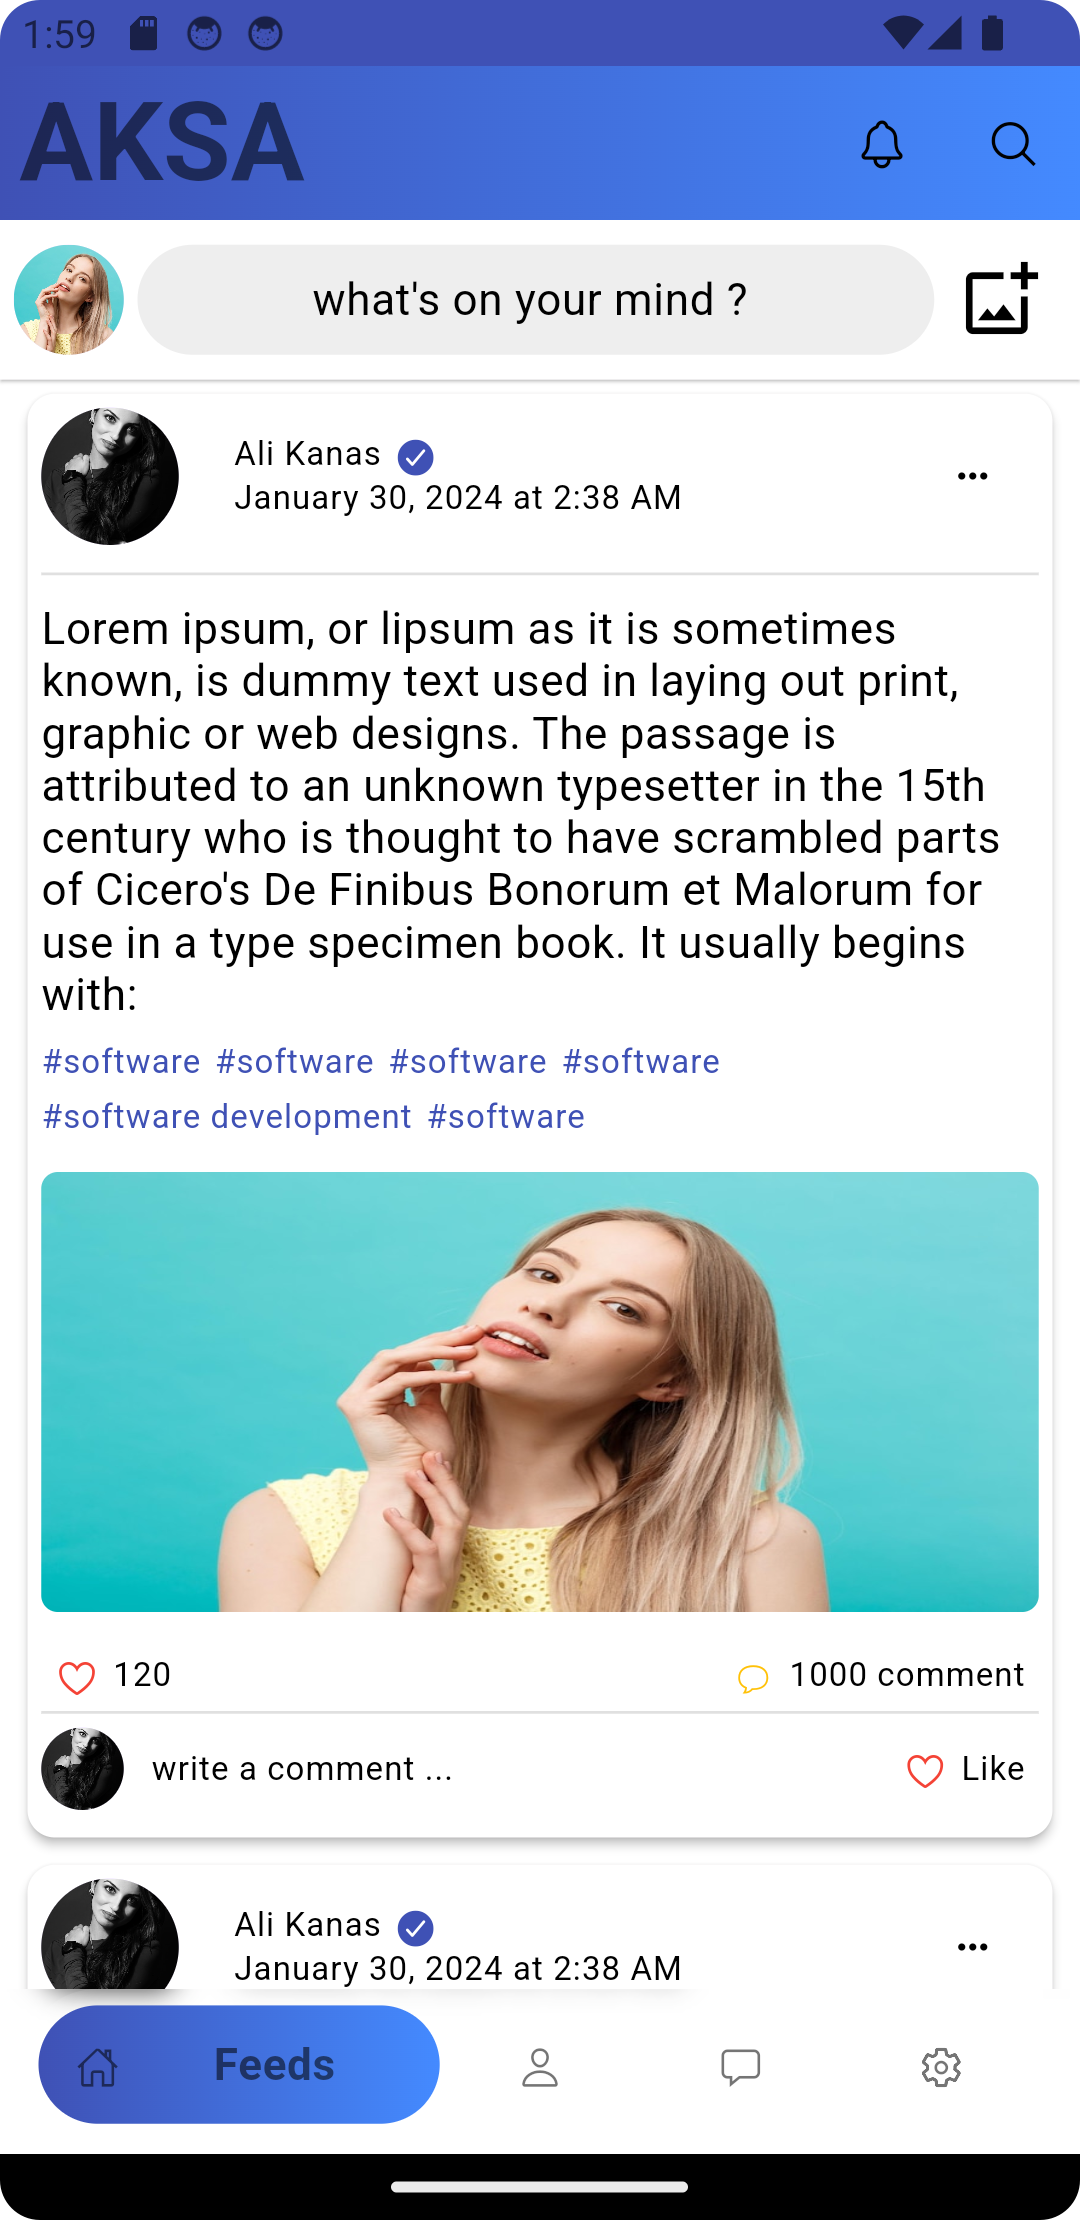 1:59
AKSA
what's on your mind ?
Ali Kanas
January 30, 2024 at 2:38 AM
Lorem ipsum, or lipsum as it is sometimes
known, is dummy text used in laying out print,
graphic or web designs. The passage is
attributed to an unknown typesetter in the 15th
century who is thought to have scrambled parts
of Cicero's De Finibus Bonorum et Malorum for
use in a type specimen book. It usually begins
with:
#software #software #software #software
#software development #software
120 1000 comment
write a comment ... Like
Ali Kanas
January 30, 2024 at 2:38 AM
Feeds